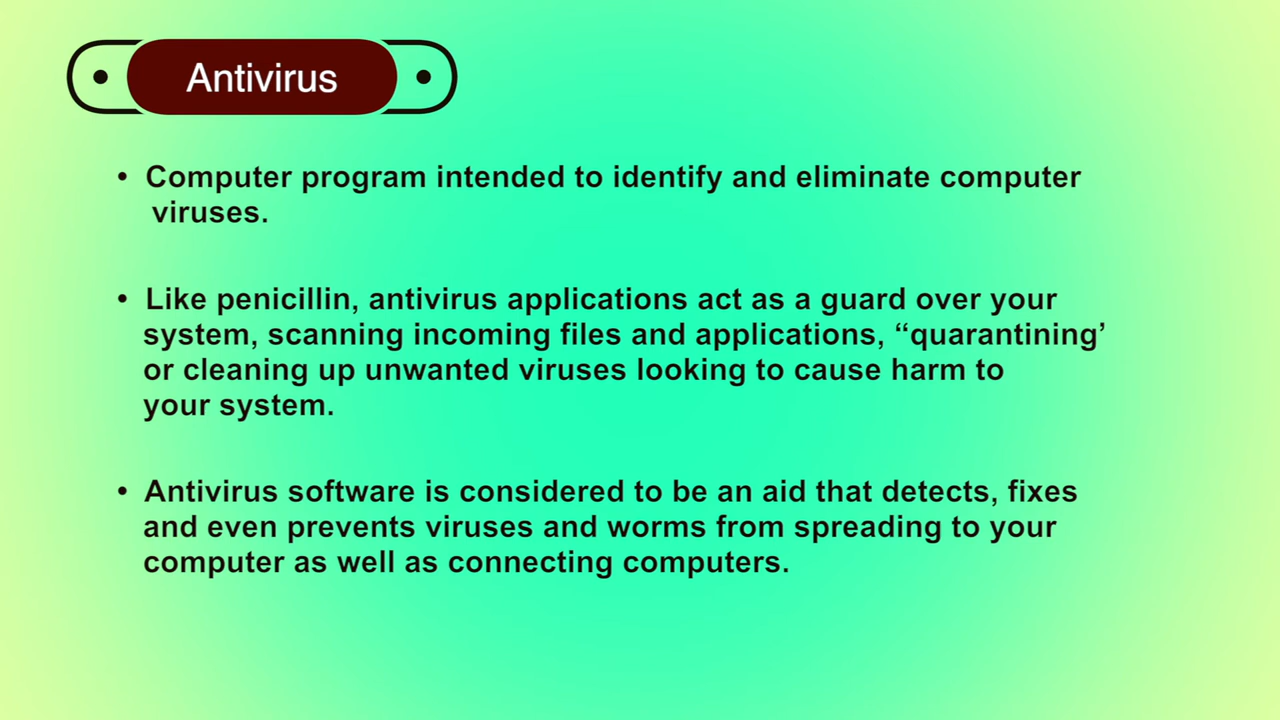 Antivirus
• Computer program intended to identify and eliminate computer
viruses.
• Like penicillin, antivirus applications act as a guard over your
system, scanning incoming files and applications, “quarantining’
or cleaning up unwanted viruses looking to cause harm to
your system.
• Antivirus software is considered to be an aid that detects, fixes
and even prevents viruses and worms from spreading to your
computer as well as connecting computers.